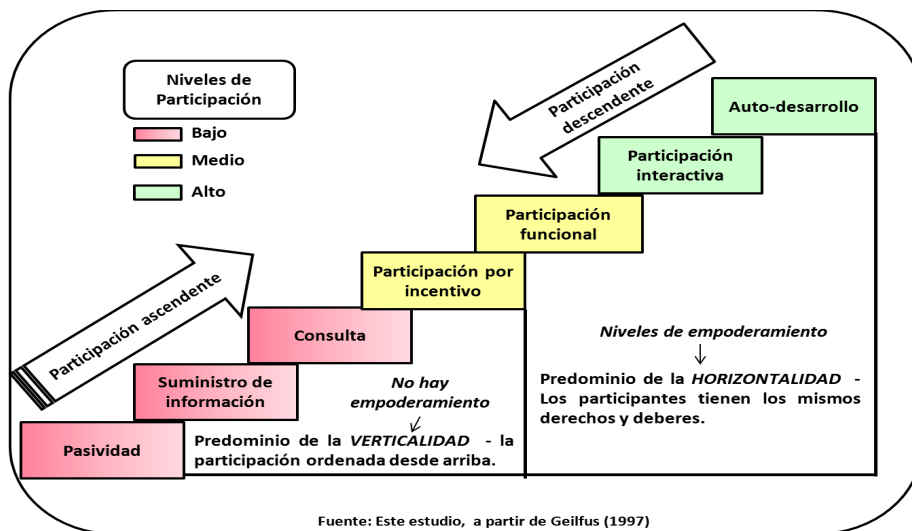 Niveles de
Participación
Bajo
Medio
Alto
Participación
descendente
Auto-desarrollo
Participación
interactiva
Participación
funcional
Participación por
incentivo
Participación ascendente
Consulta
Suministro de
información
Pasividad
No hay
empoderamiento
Predominio de la VERTICALIDAD - la
participación ordenada desde arriba.
Niveles de empoderamiento
Predominio de la HORIZONTALIDAD -
Los participantes tienen los mismos
derechos y deberes.
Fuente: Este estudio, a partir de Geilfus (1997)